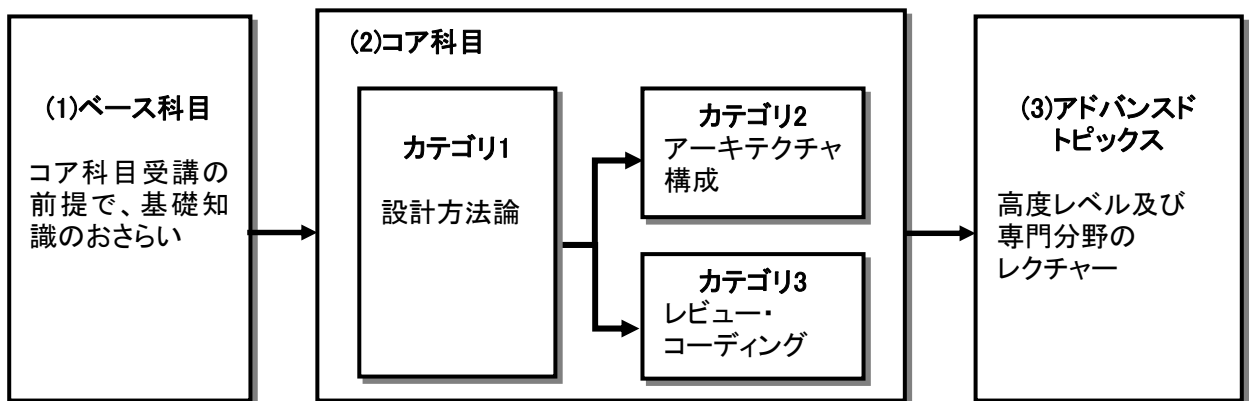 (1)ベース科目
コア科目受講の
前提で、基礎知
識のおさらい
(2)コア科目
カテゴリ1
設計方法論
カテゴリ2
アーキテクチャ
構成
カテゴリ3
レビュー・
コーディング
(3)アドバンスド
トピックス
高度レベル及び
専門分野の
レクチャー